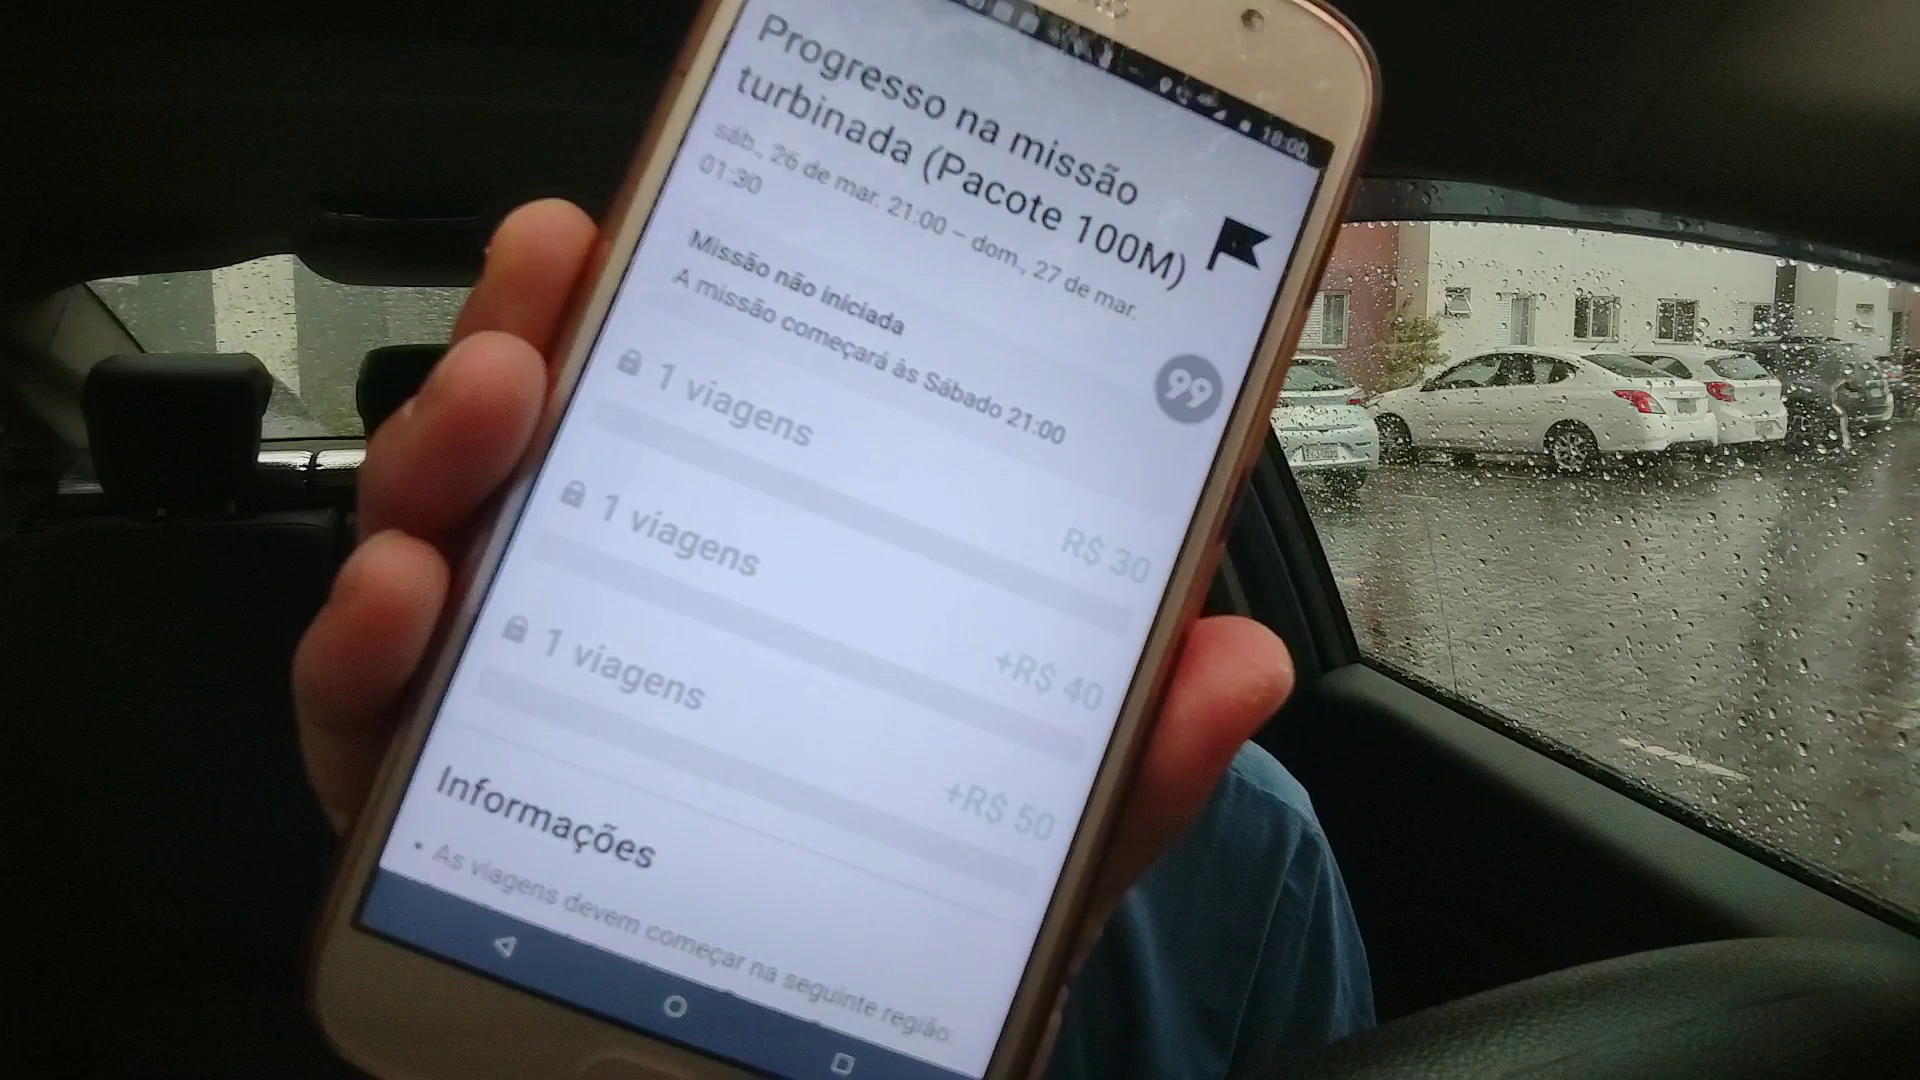 18:00
Progresso na missão
turbinada (Pacote 100M)
sáb., 26 de mar. 21:00 – dom., 27 de mar.
01:30
Missão não iniciada
A missão começará às Sábado 21:00
99
1 viagens
R$ 30
1 viagens
+R$ 40
1 viagens
+R$ 50
Informações
• As viagens devem começar na seguinte região: